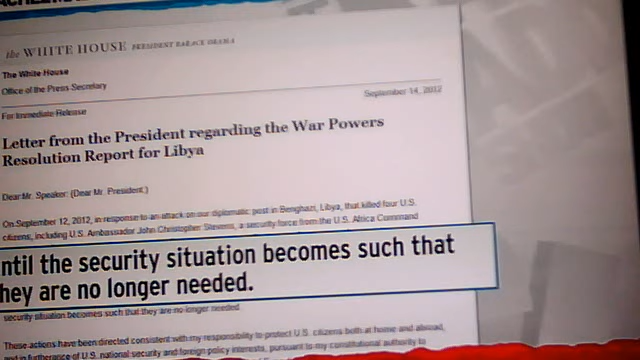 the WHITE HOUSE PRESIDENT BARACK OBAMA
The White House
Office of the Press Secretary
September 14, 2012
For Immediate Release
Letter from the President regarding the War Powers
Resolution Report for Libya
Dear Mr. Speaker: (Dear Mr. President:)
On September 12, 2012, in response to an attack on our diplomatic post in Benghazi, Libya, that killed four U.S.
citizens, including U.S. Ambassador John Christopher Stevens, a security force from the U.S. Africa Command
ntil the security situation becomes such that
hey are no longer needed.
security situation becomes such that they are no longer needed.
These actions have been directed consistent with my responsibility to protect U.S. citizens both at home and abroad,
and in furtherance of U.S. national security and foreign policy interests, pursuant to my constitutional authority to